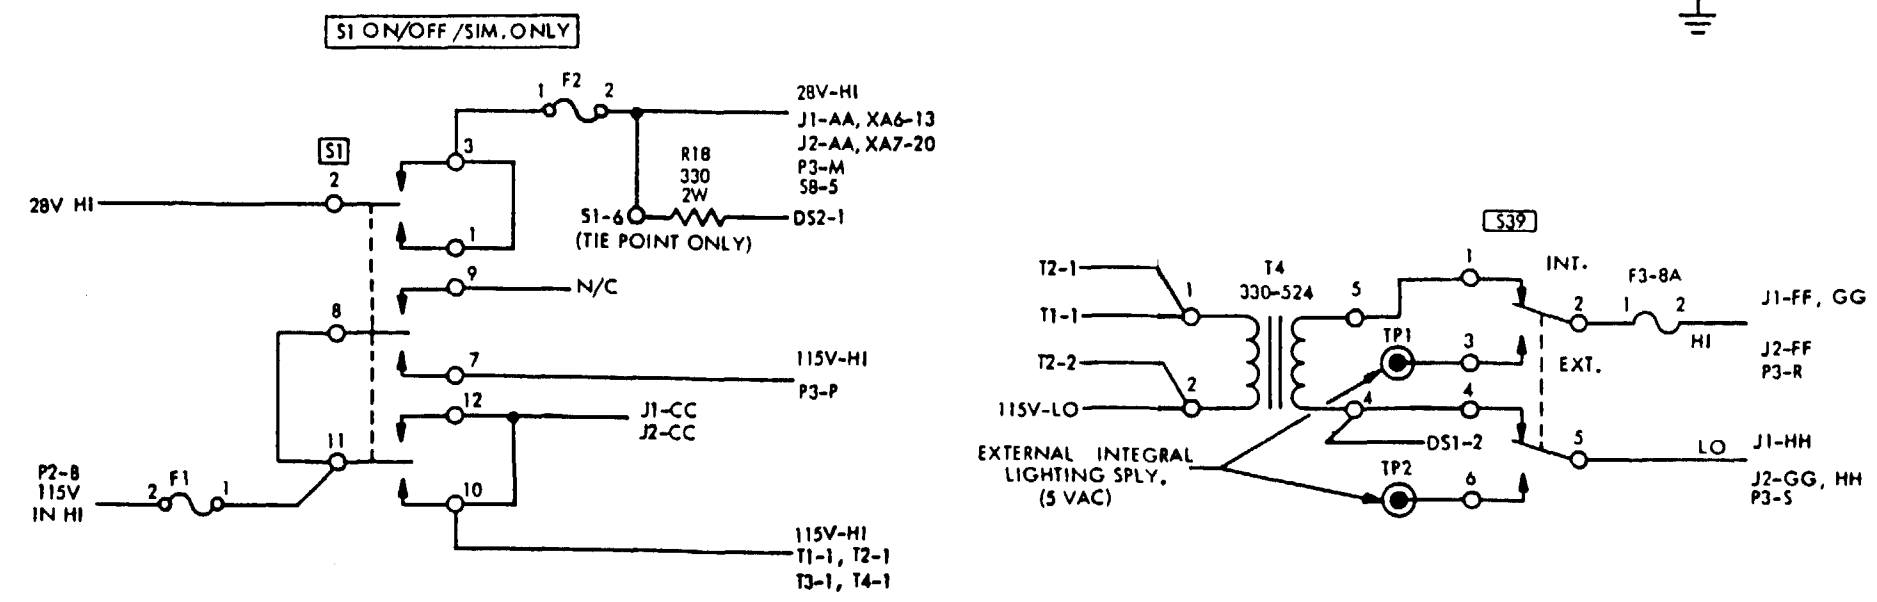 S1 ON/OFF/SIM. ONLY
F2
1 2
28V-HI
J1-AA, XA6-13
J2-AA, XA7-20
P3-M
S8-5
S1
2
3
R18
330
2W
28V HI
S1-6
DS2-1
(TIE POINT ONLY)
1
9
N/C
8
7
115V-HI
P3-P
12
J1-CC
J2-CC
11
P2-B
115V
IN HI
2 F1 1
10
115V-HI
T1-1, T2-1
T3-1, T4-1
S39
T2-1
T4
330-524
1
5
1
INT.
F3-8A
T1-1
2
1 2
HI
J1-FF, GG
J2-FF
P3-R
TP1
3
EXT.
T2-2
2
115V-LO
4
4
DS1-2
5
LO
J1-HH
J2-GG, HH
P3-S
EXTERNAL INTEGRAL
LIGHTING SPLY.
(5 VAC)
TP2
6